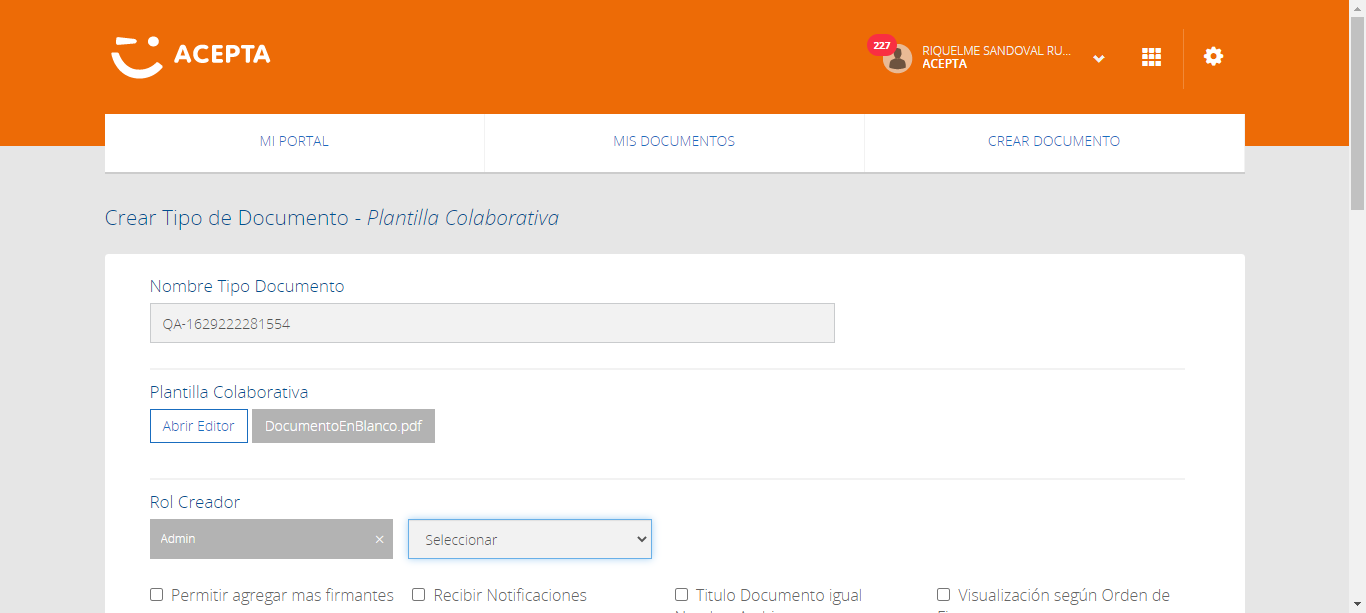 ACEPTA
227
RIQUELME SANDOVAL RU...
ACEPTA
MI PORTAL
MIS DOCUMENTOS
CREAR DOCUMENTO
Crear Tipo de Documento - Plantilla Colaborativa
Nombre Tipo Documento
QA-1629222281554
Plantilla Colaborativa
Abrir Editor
DocumentoEnBlanco.pdf
Rol Creador
Admin ×
Seleccionar
Permitir agregar mas firmantes
Recibir Notificaciones
Titulo Documento igual
Visualización según Orden de